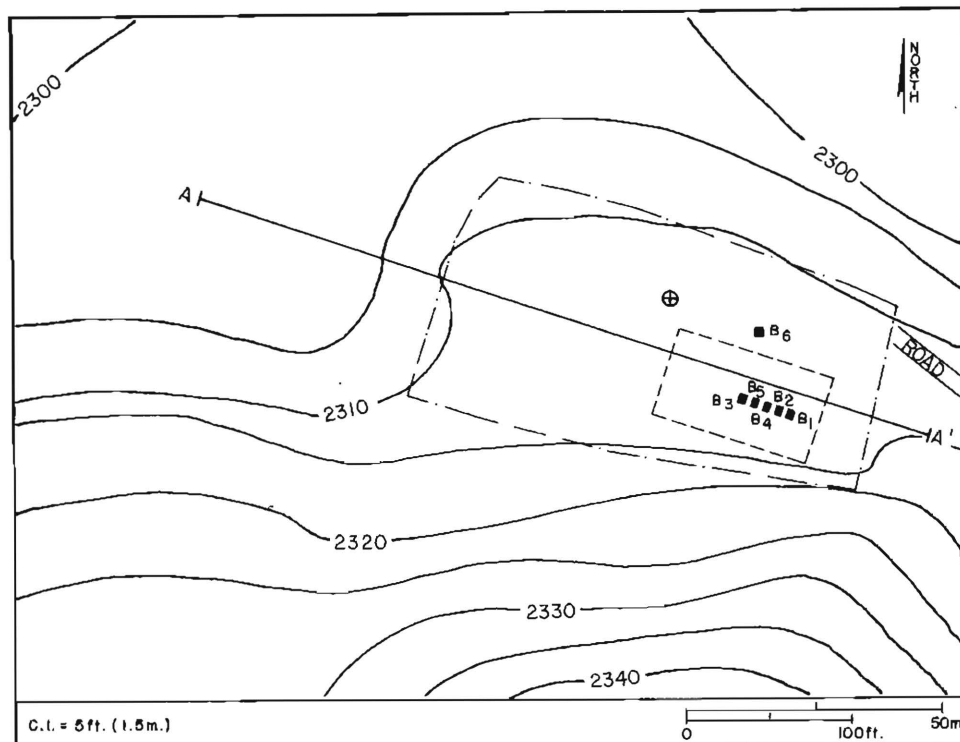 NORTH
2300
2300
A
B6
ROAD
B5
B3 B2
B4 B1
A'
2310
2320
2330
2340
C.I. = 5ft. (1.5m.)
0 100ft. 50m